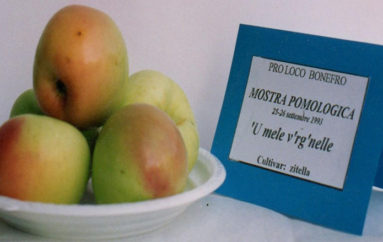 PRO LOCO BONEFRO
MOSTRA POMOLOGICA
25-26 settembre 1993
'U mele v'rg'nelle
Cultivar: zitella